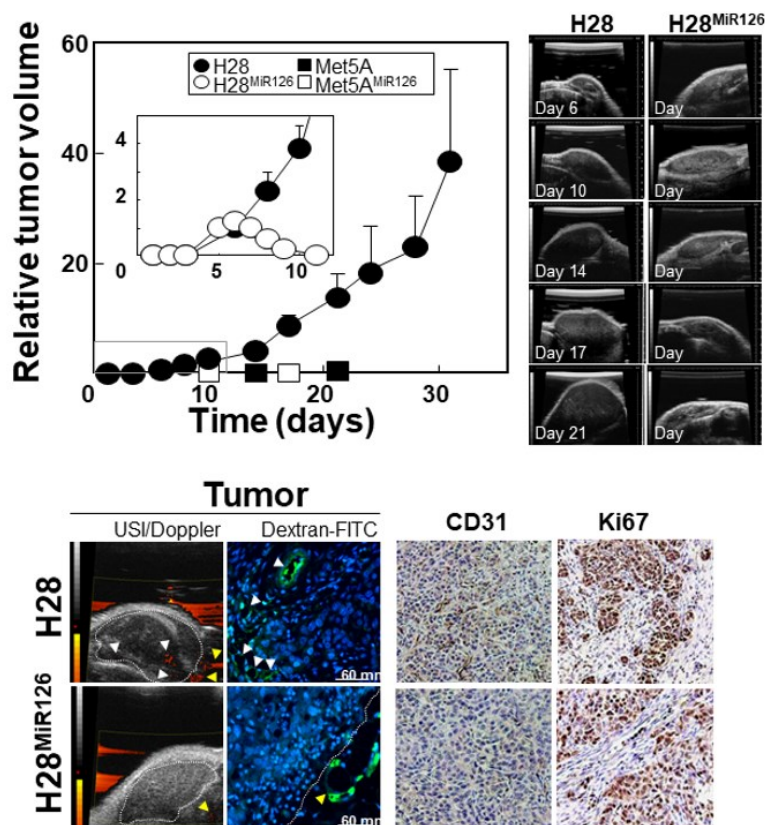 H28 H28MiR126
60
40
20
Relative tumor volume
H28 Met5A
H28MiR126 Met5AMiR126
4
2
0
0 5 10
0 10 20 30
Time (days)
Day 6 Day
Day 10 Day
Day 14 Day
Day 17 Day
Day 21 Day
Tumor
USI/Doppler Dextran-FITC CD31 Ki67
H28
60 mm
H28MiR126
60 mm